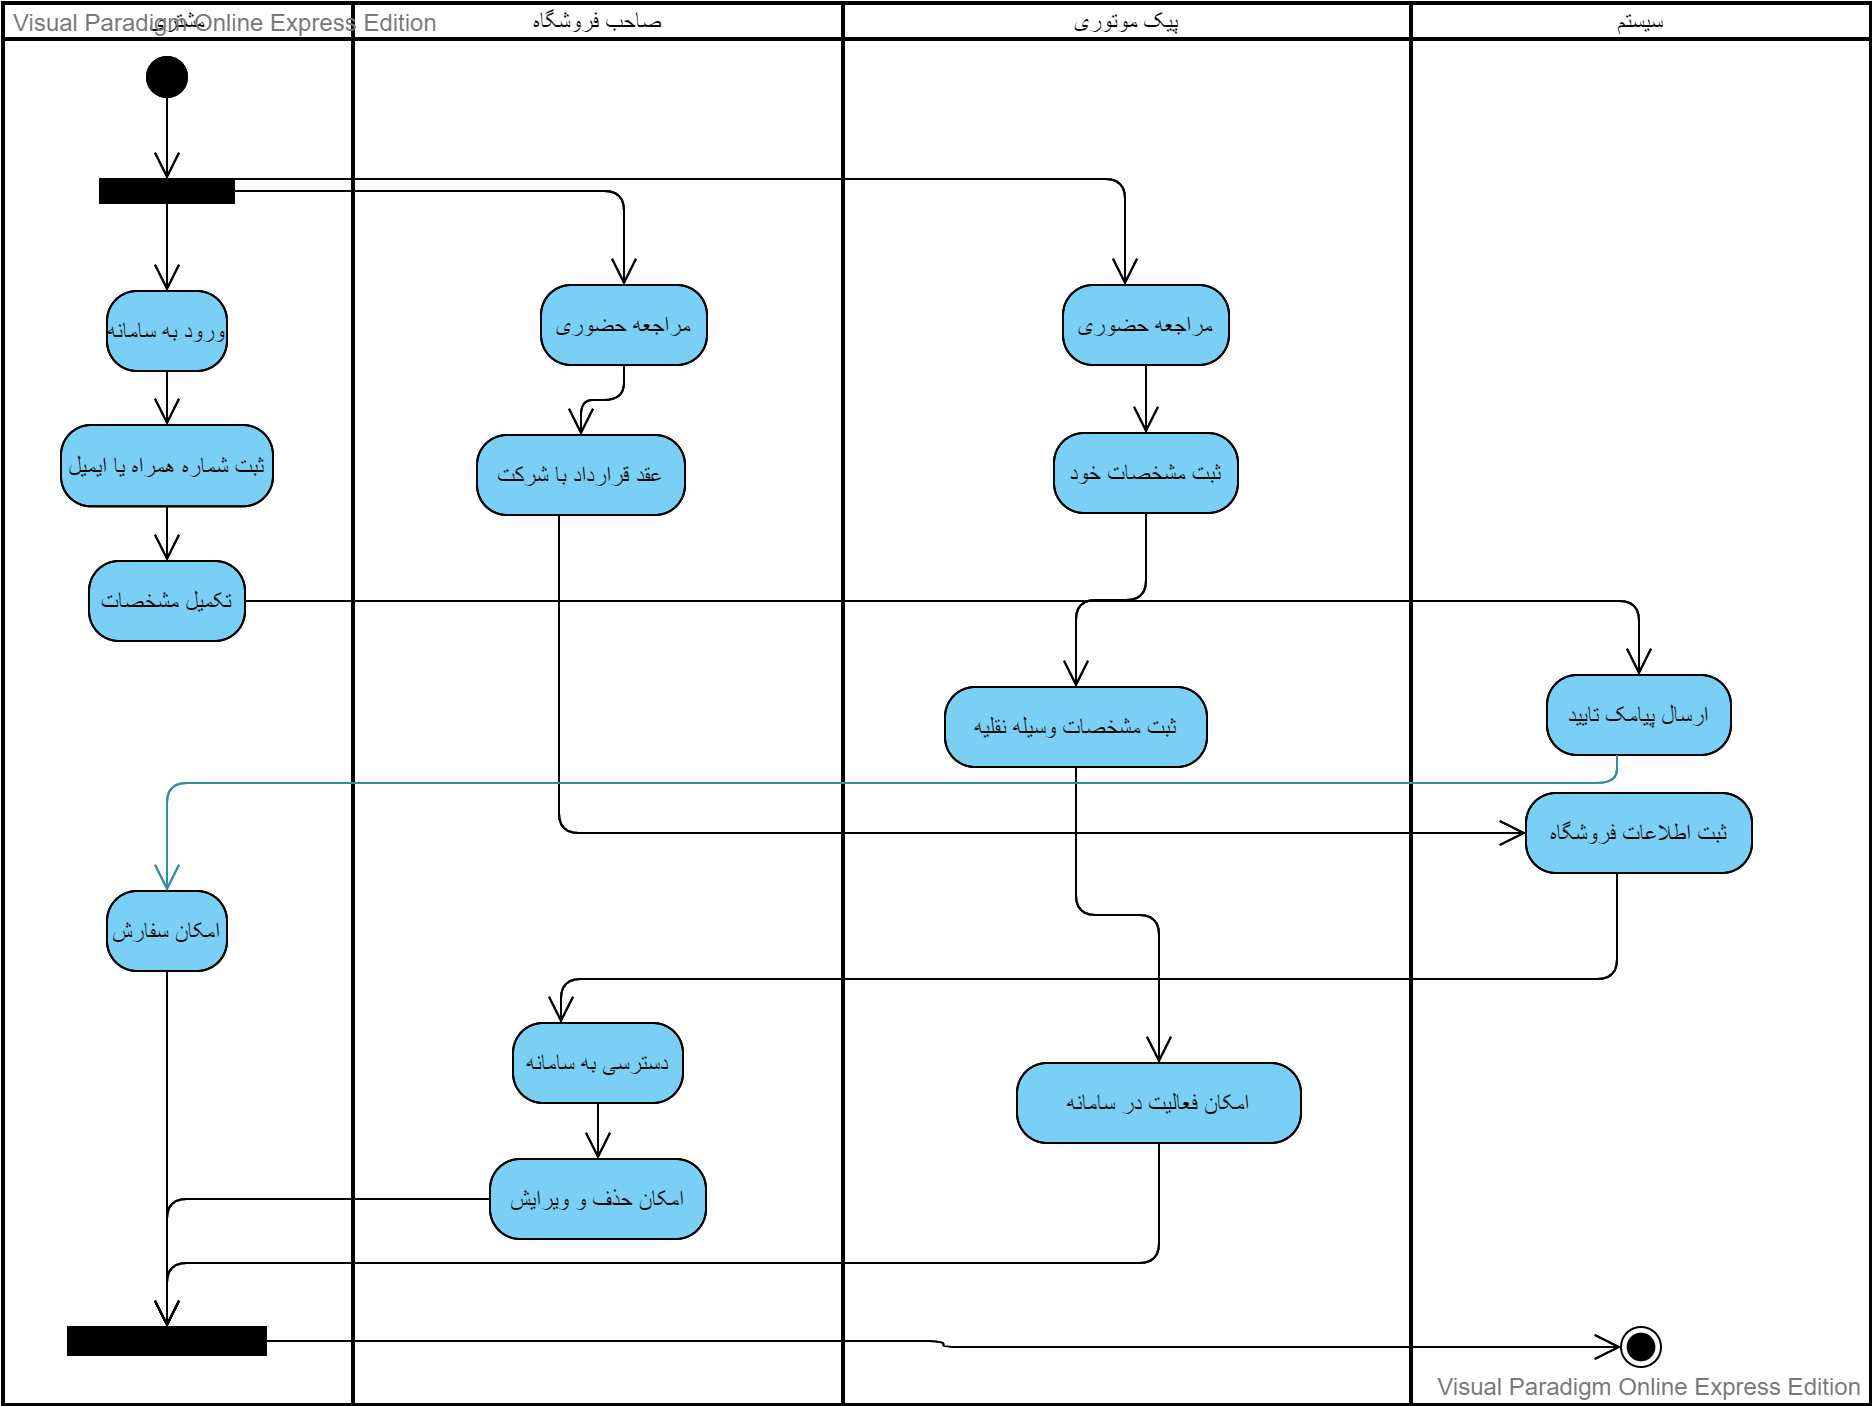 Visual Paradigm Online Express Edition
مشتری
صاحب فروشگاه
پیک موتوری
سیستم
ورود به سامانه
مراجعه حضوری
مراجعه حضوری
ثبت شماره همراه یا ایمیل
عقد قرارداد با شرکت
ثبت مشخصات خود
تکمیل مشخصات
ثبت مشخصات وسیله نقلیه
ارسال پیامک تایید
ثبت اطلاعات فروشگاه
امکان سفارش
دسترسی به سامانه
امکان فعالیت در سامانه
امکان حذف و ویرایش
Visual Paradigm Online Express Edition